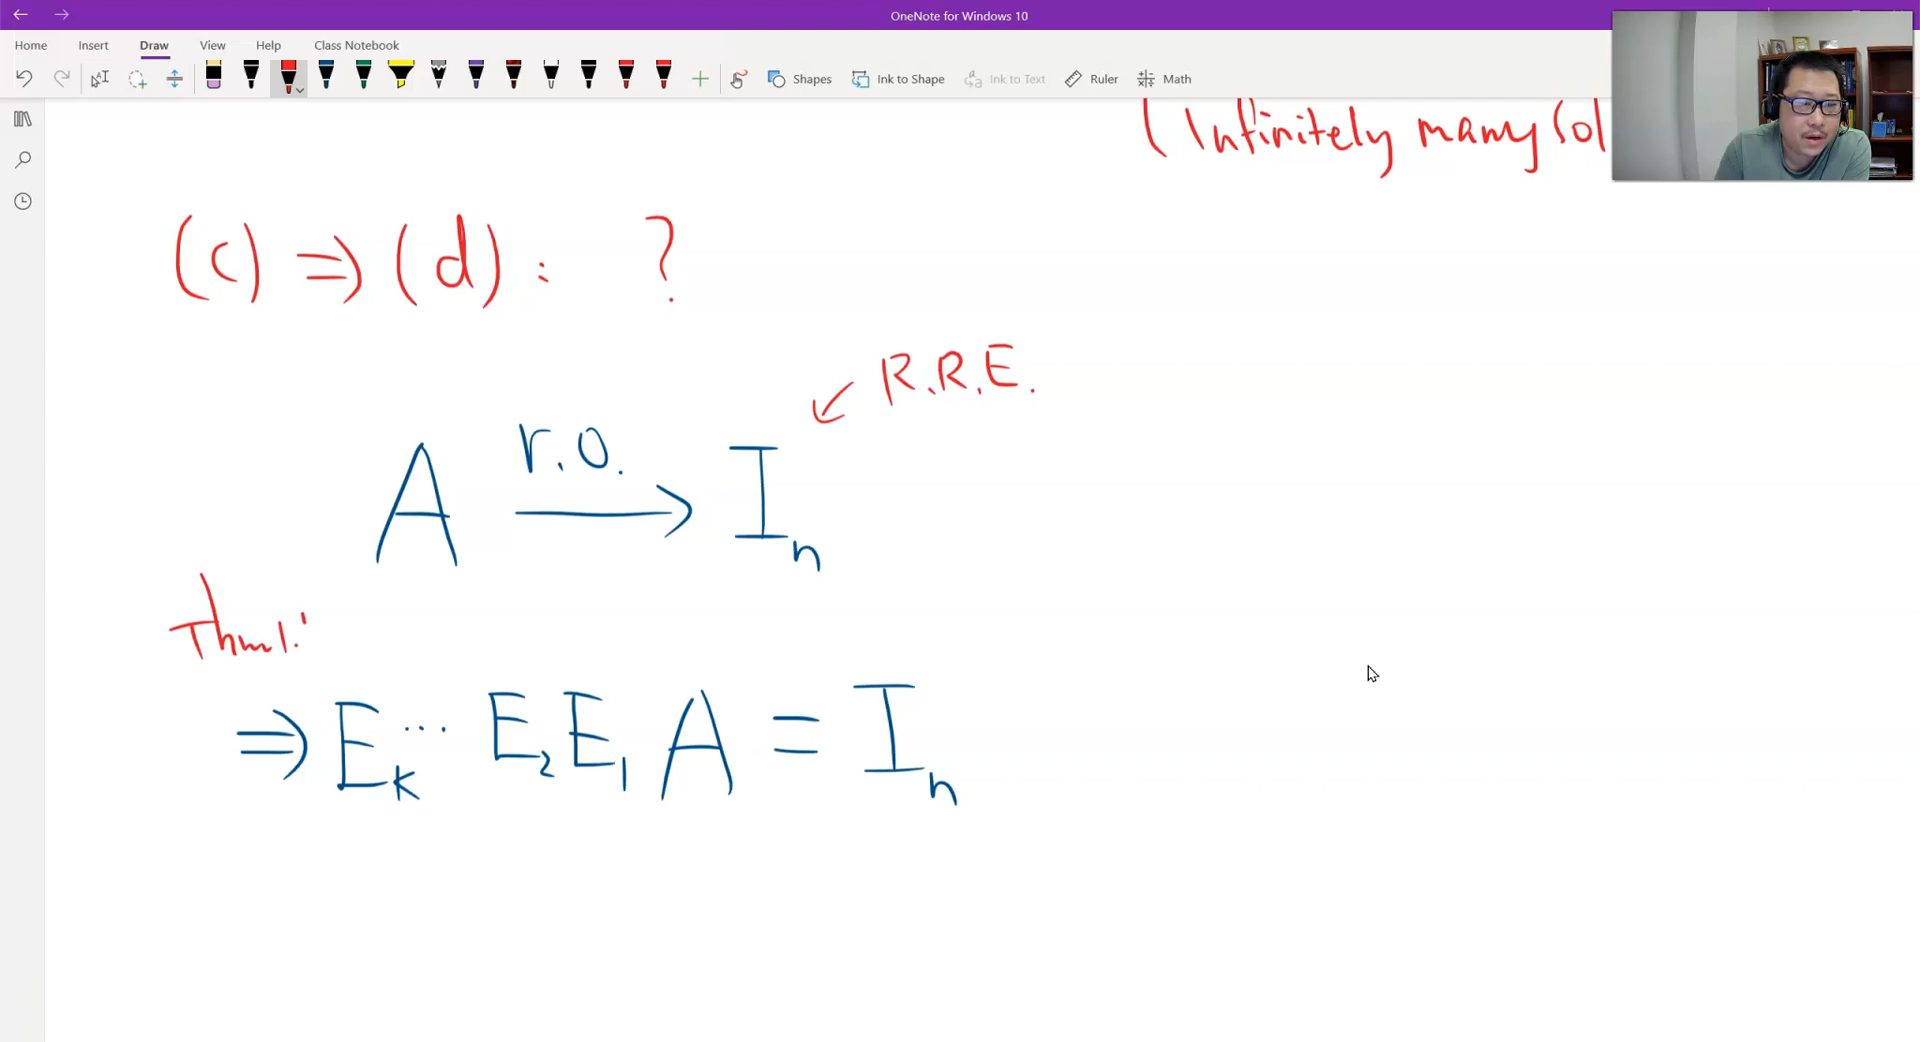 OneNote for Windows 10
Home Insert Draw View Help Class Notebook
Shapes Ink to Shape Ink to Text Ruler Math
(Infinitely many Sol
(c) ⇒ (d) : ?
R.R.E.
A r.o. → Iₙ
Thm1:
⇒ Eₖ ⋯ E₂E₁ A = Iₙ